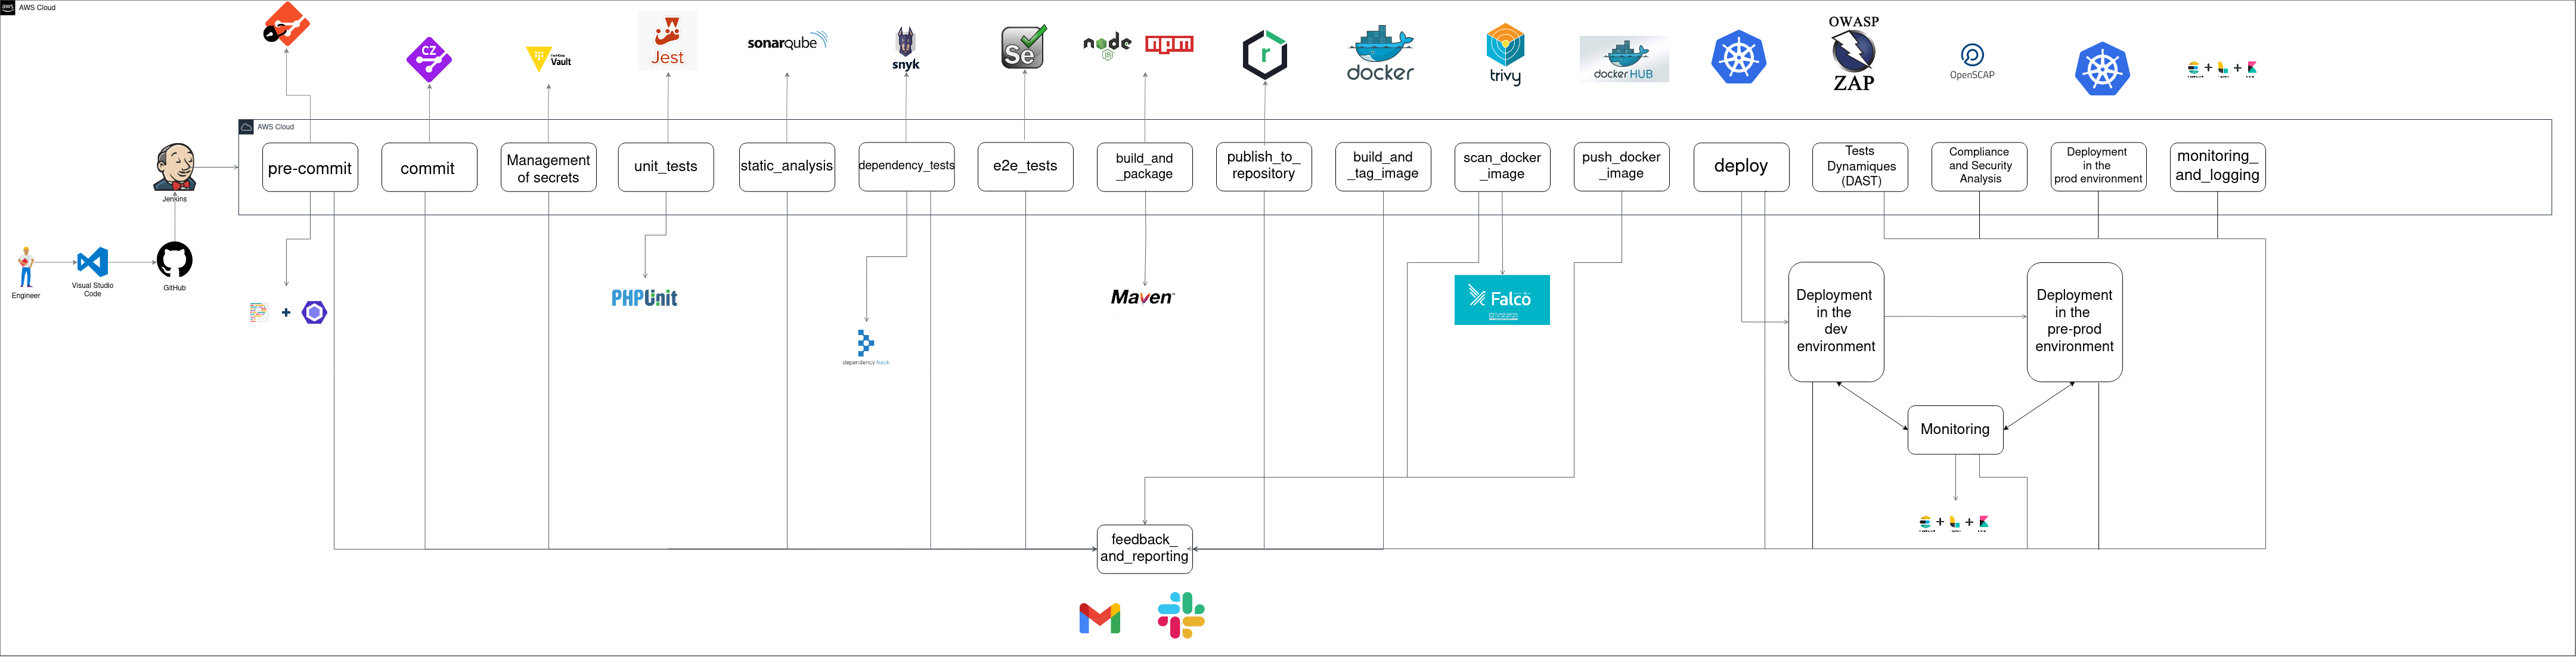 aws
AWS Cloud
CZ
HashiCorp
Vault
Jest
sonarqube
snyk
Se
node
JS
npm
r
docker
trivy
docker HUB
OWASP
ZAP
OpenSCAP
+
+
AWS Cloud
Jenkins
pre-commit
commit
Management
of secrets
unit_tests
static_analysis
dependency_tests
e2e_tests
build_and
_package
publish_to_
repository
build_and
_tag_image
scan_docker
_image
push_docker
_image
deploy
Tests
Dynamiques
(DAST)
Compliance
and Security
Analysis
Deployment
in the
prod environment
monitoring_
and_logging
Engineer
Visual Studio
Code
GitHub
+
PHPUnit
dependency track
Maven
Falco
Deployment
in the
dev
environment
Deployment
in the
pre-prod
environment
Monitoring
+
+
feedback_
and_reporting